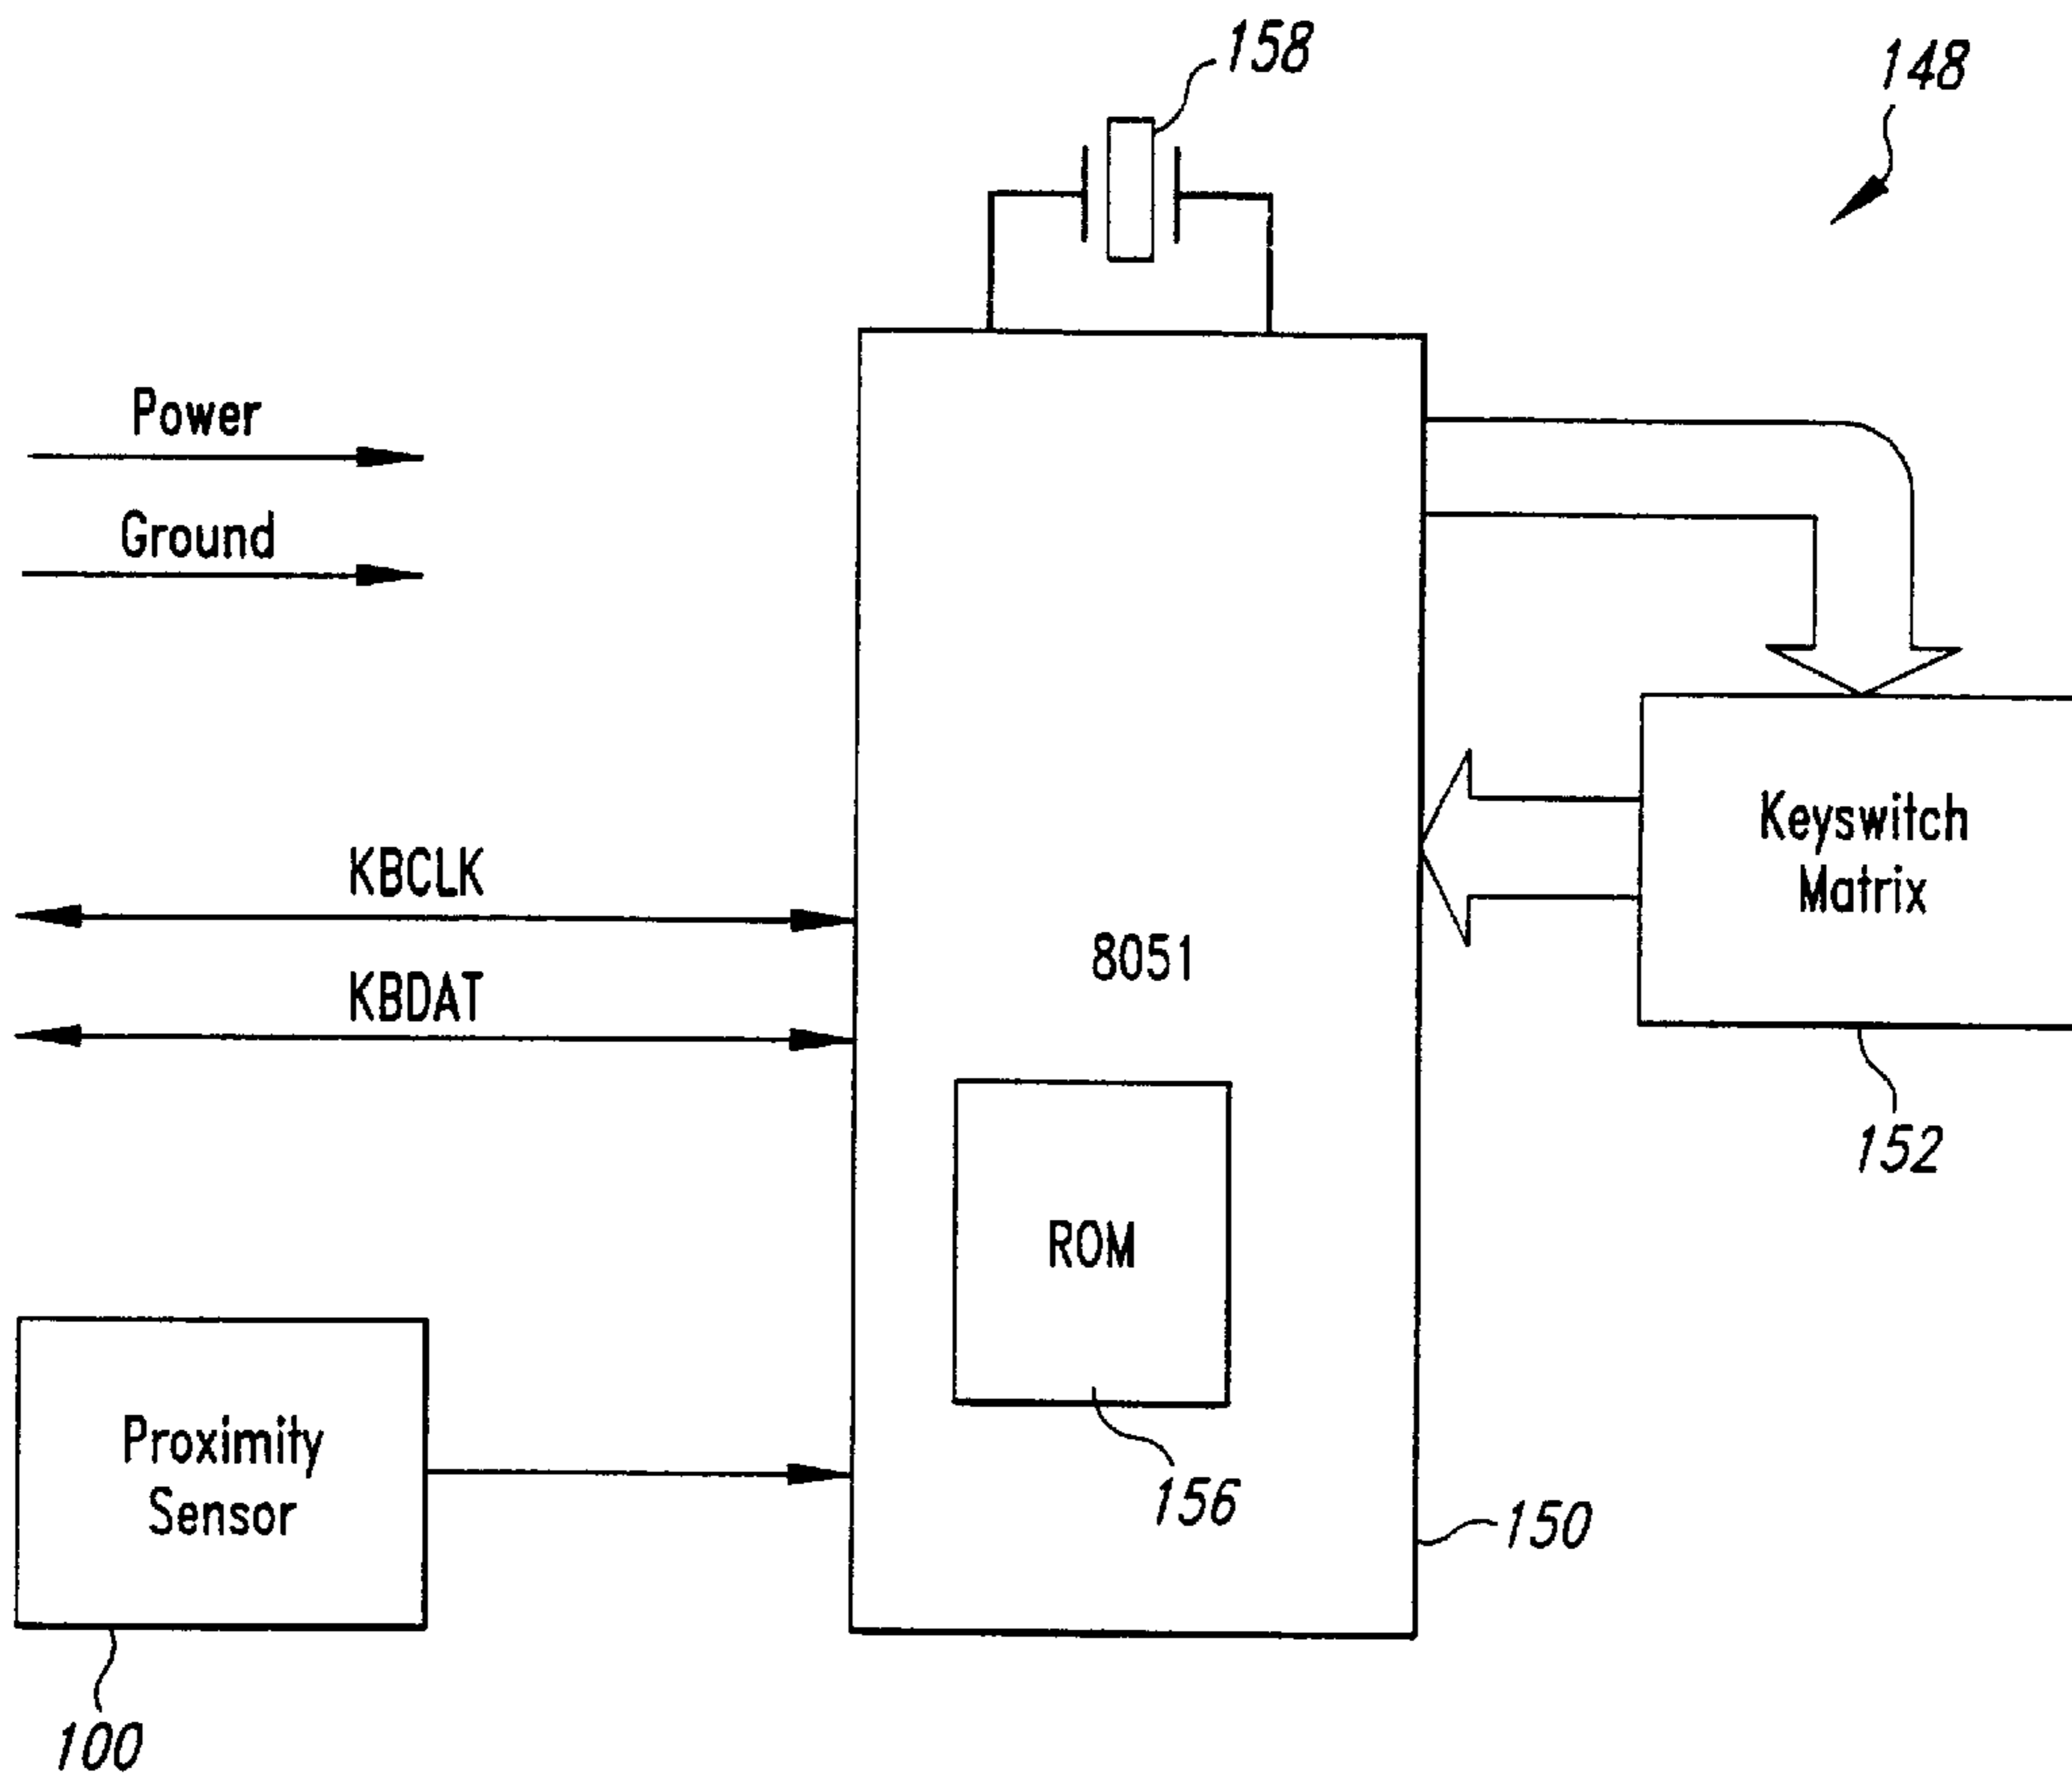 158
148
Power
Ground
KBCLK
KBDAT
8051
Keyswitch
Matrix
152
ROM
156
150
Proximity
Sensor
100